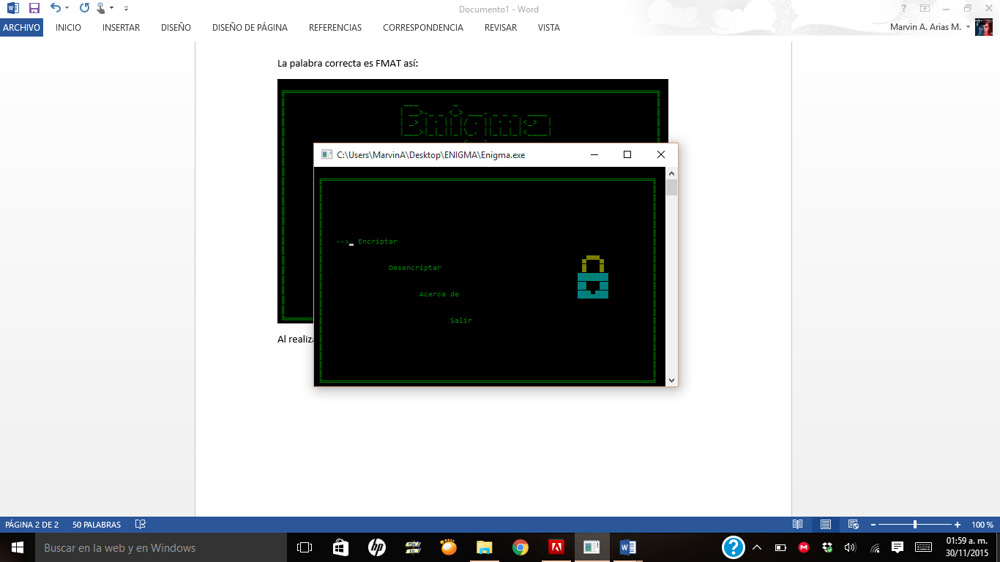 Documento1 - Word
ARCHIVO INICIO INSERTAR DISEÑO DISEÑO DE PÁGINA REFERENCIAS CORRESPONDENCIA REVISAR VISTA Marvin A. Arias M.
La palabra correcta es FMAT así:
Enigma
C:\Users\MarvinA\Desktop\ENIGMA\Enigma.exe
--> Encriptar
Desencriptar
Acerca de
Salir
Al realiz
PÁGINA 2 DE 2 50 PALABRAS 100 %
Buscar en la web y en Windows
01:59 a. m.
30/11/2015